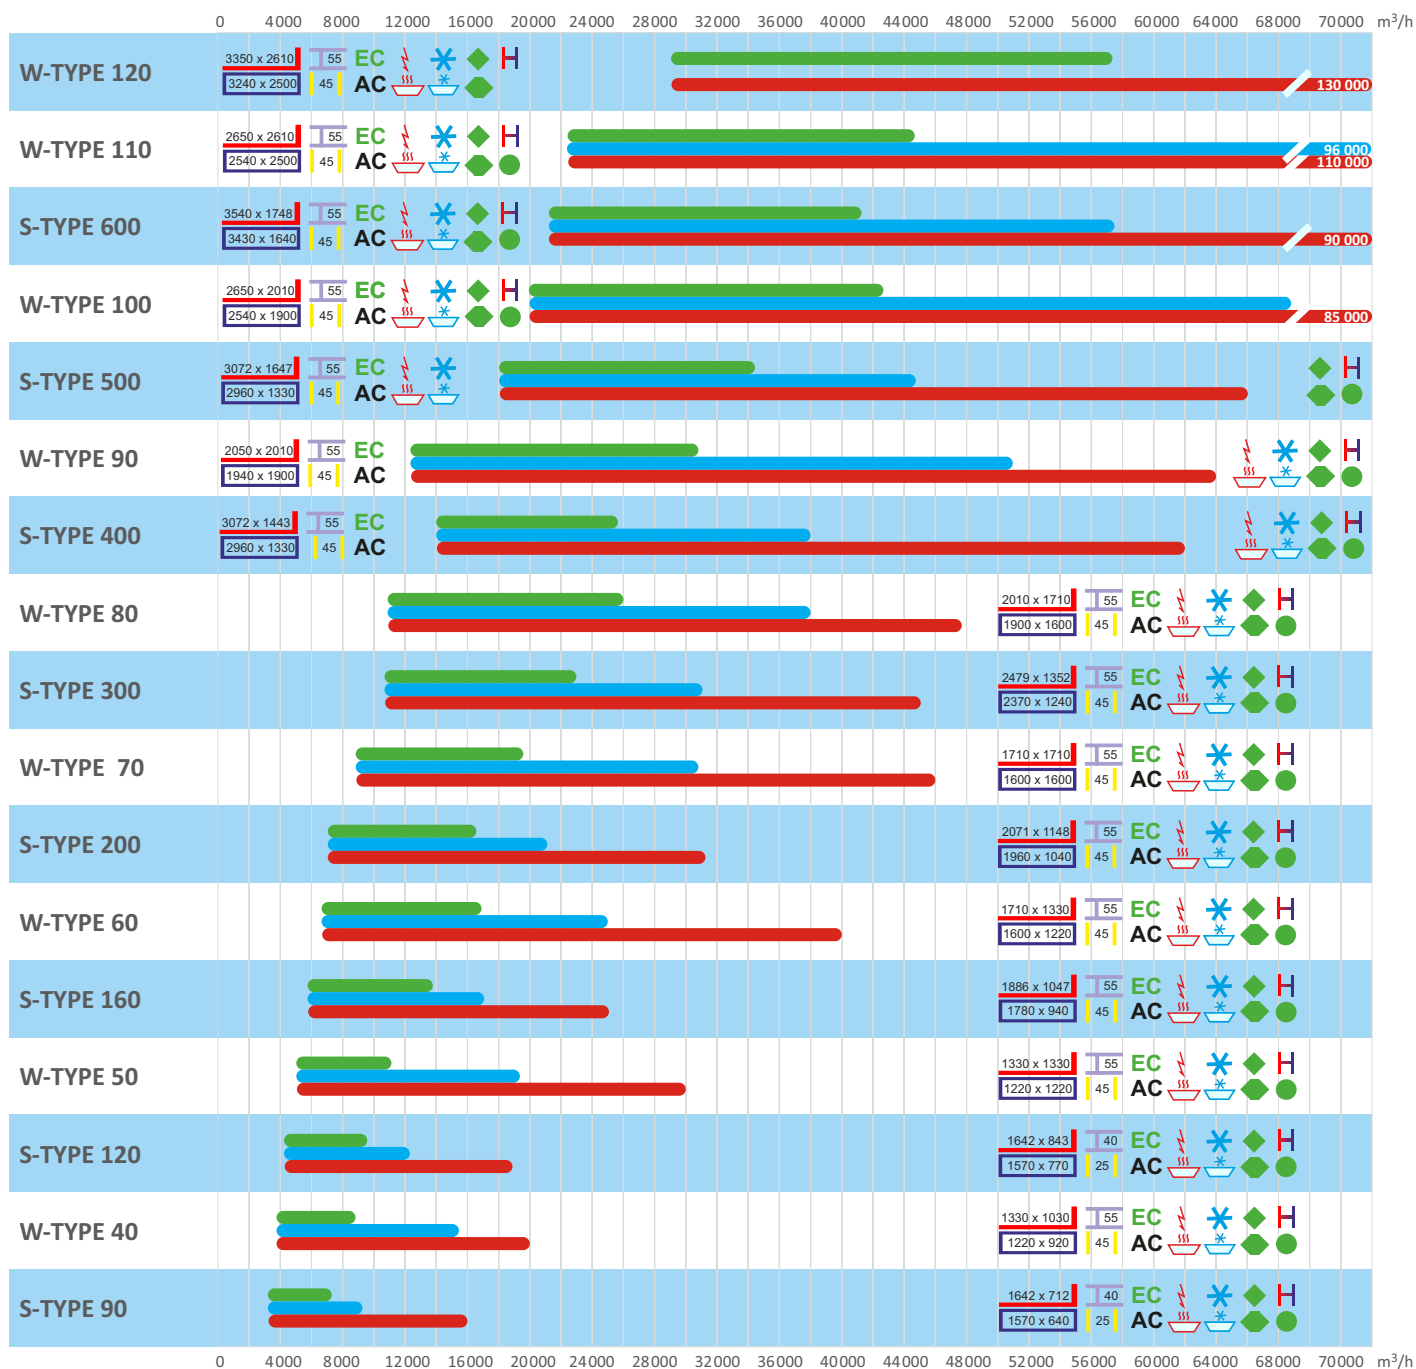 0 4000 8000 12000 16000 20000 24000 28000 32000 36000 40000 44000 48000 52000 56000 60000 64000 68000 70000 m³/h
W-TYPE 120 3350 x 2610 55 EC
3240 x 2500 45 AC 130 000
W-TYPE 110 2650 x 2610 55 EC
2540 x 2500 45 AC 96 000
110 000
S-TYPE 600 3540 x 1748 55 EC
3430 x 1640 45 AC 90 000
W-TYPE 100 2650 x 2010 55 EC
2540 x 1900 45 AC 85 000
S-TYPE 500 3072 x 1647 55 EC
2960 x 1330 45 AC
W-TYPE 90 2050 x 2010 55 EC
1940 x 1900 45 AC
S-TYPE 400 3072 x 1443 55 EC
2960 x 1330 45 AC
W-TYPE 80 2010 x 1710 55 EC
1900 x 1600 45 AC
S-TYPE 300 2479 x 1352 55 EC
2370 x 1240 45 AC
W-TYPE 70 1710 x 1710 55 EC
1600 x 1600 45 AC
S-TYPE 200 2071 x 1148 55 EC
1960 x 1040 45 AC
W-TYPE 60 1710 x 1330 55 EC
1600 x 1220 45 AC
S-TYPE 160 1886 x 1047 55 EC
1780 x 940 45 AC
W-TYPE 50 1330 x 1330 55 EC
1220 x 1220 45 AC
S-TYPE 120 1642 x 843 40 EC
1570 x 770 25 AC
W-TYPE 40 1330 x 1030 55 EC
1220 x 920 45 AC
S-TYPE 90 1642 x 712 40 EC
1570 x 640 25 AC
0 4000 8000 12000 16000 20000 24000 28000 32000 36000 40000 44000 48000 52000 56000 60000 64000 68000 70000 m³/h